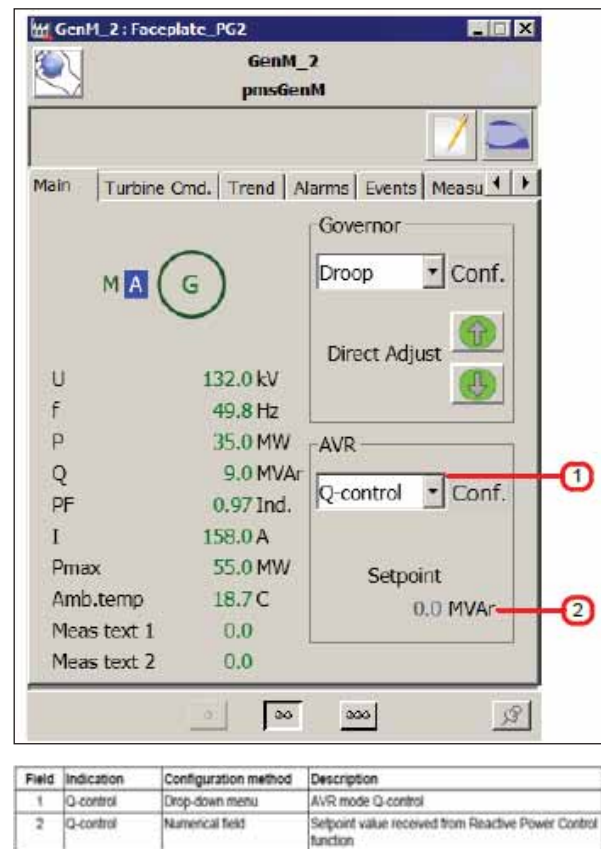 GenM_2 : Faceplate_PG2
GenM_2
pmsGenM
Main Turbine Cmd. Trend Alarms Events Measu
M A G
Governor
Droop Conf.
Direct Adjust
U 132.0 kV
f 49.8 Hz
P 35.0 MW
Q 9.0 MVAr
PF 0.97 Ind.
I 158.0 A
Pmax 55.0 MW
Amb.temp 18.7 C
Meas text 1 0.0
Meas text 2 0.0
AVR
Q-control Conf.
1
Setpoint
0.0 MVAr
2
Field Indication Configuration method Description
1 Q-control Drop-down menu AVR mode Q-control
2 Q-control Numerical field Setpoint value received from Reactive Power Control
function